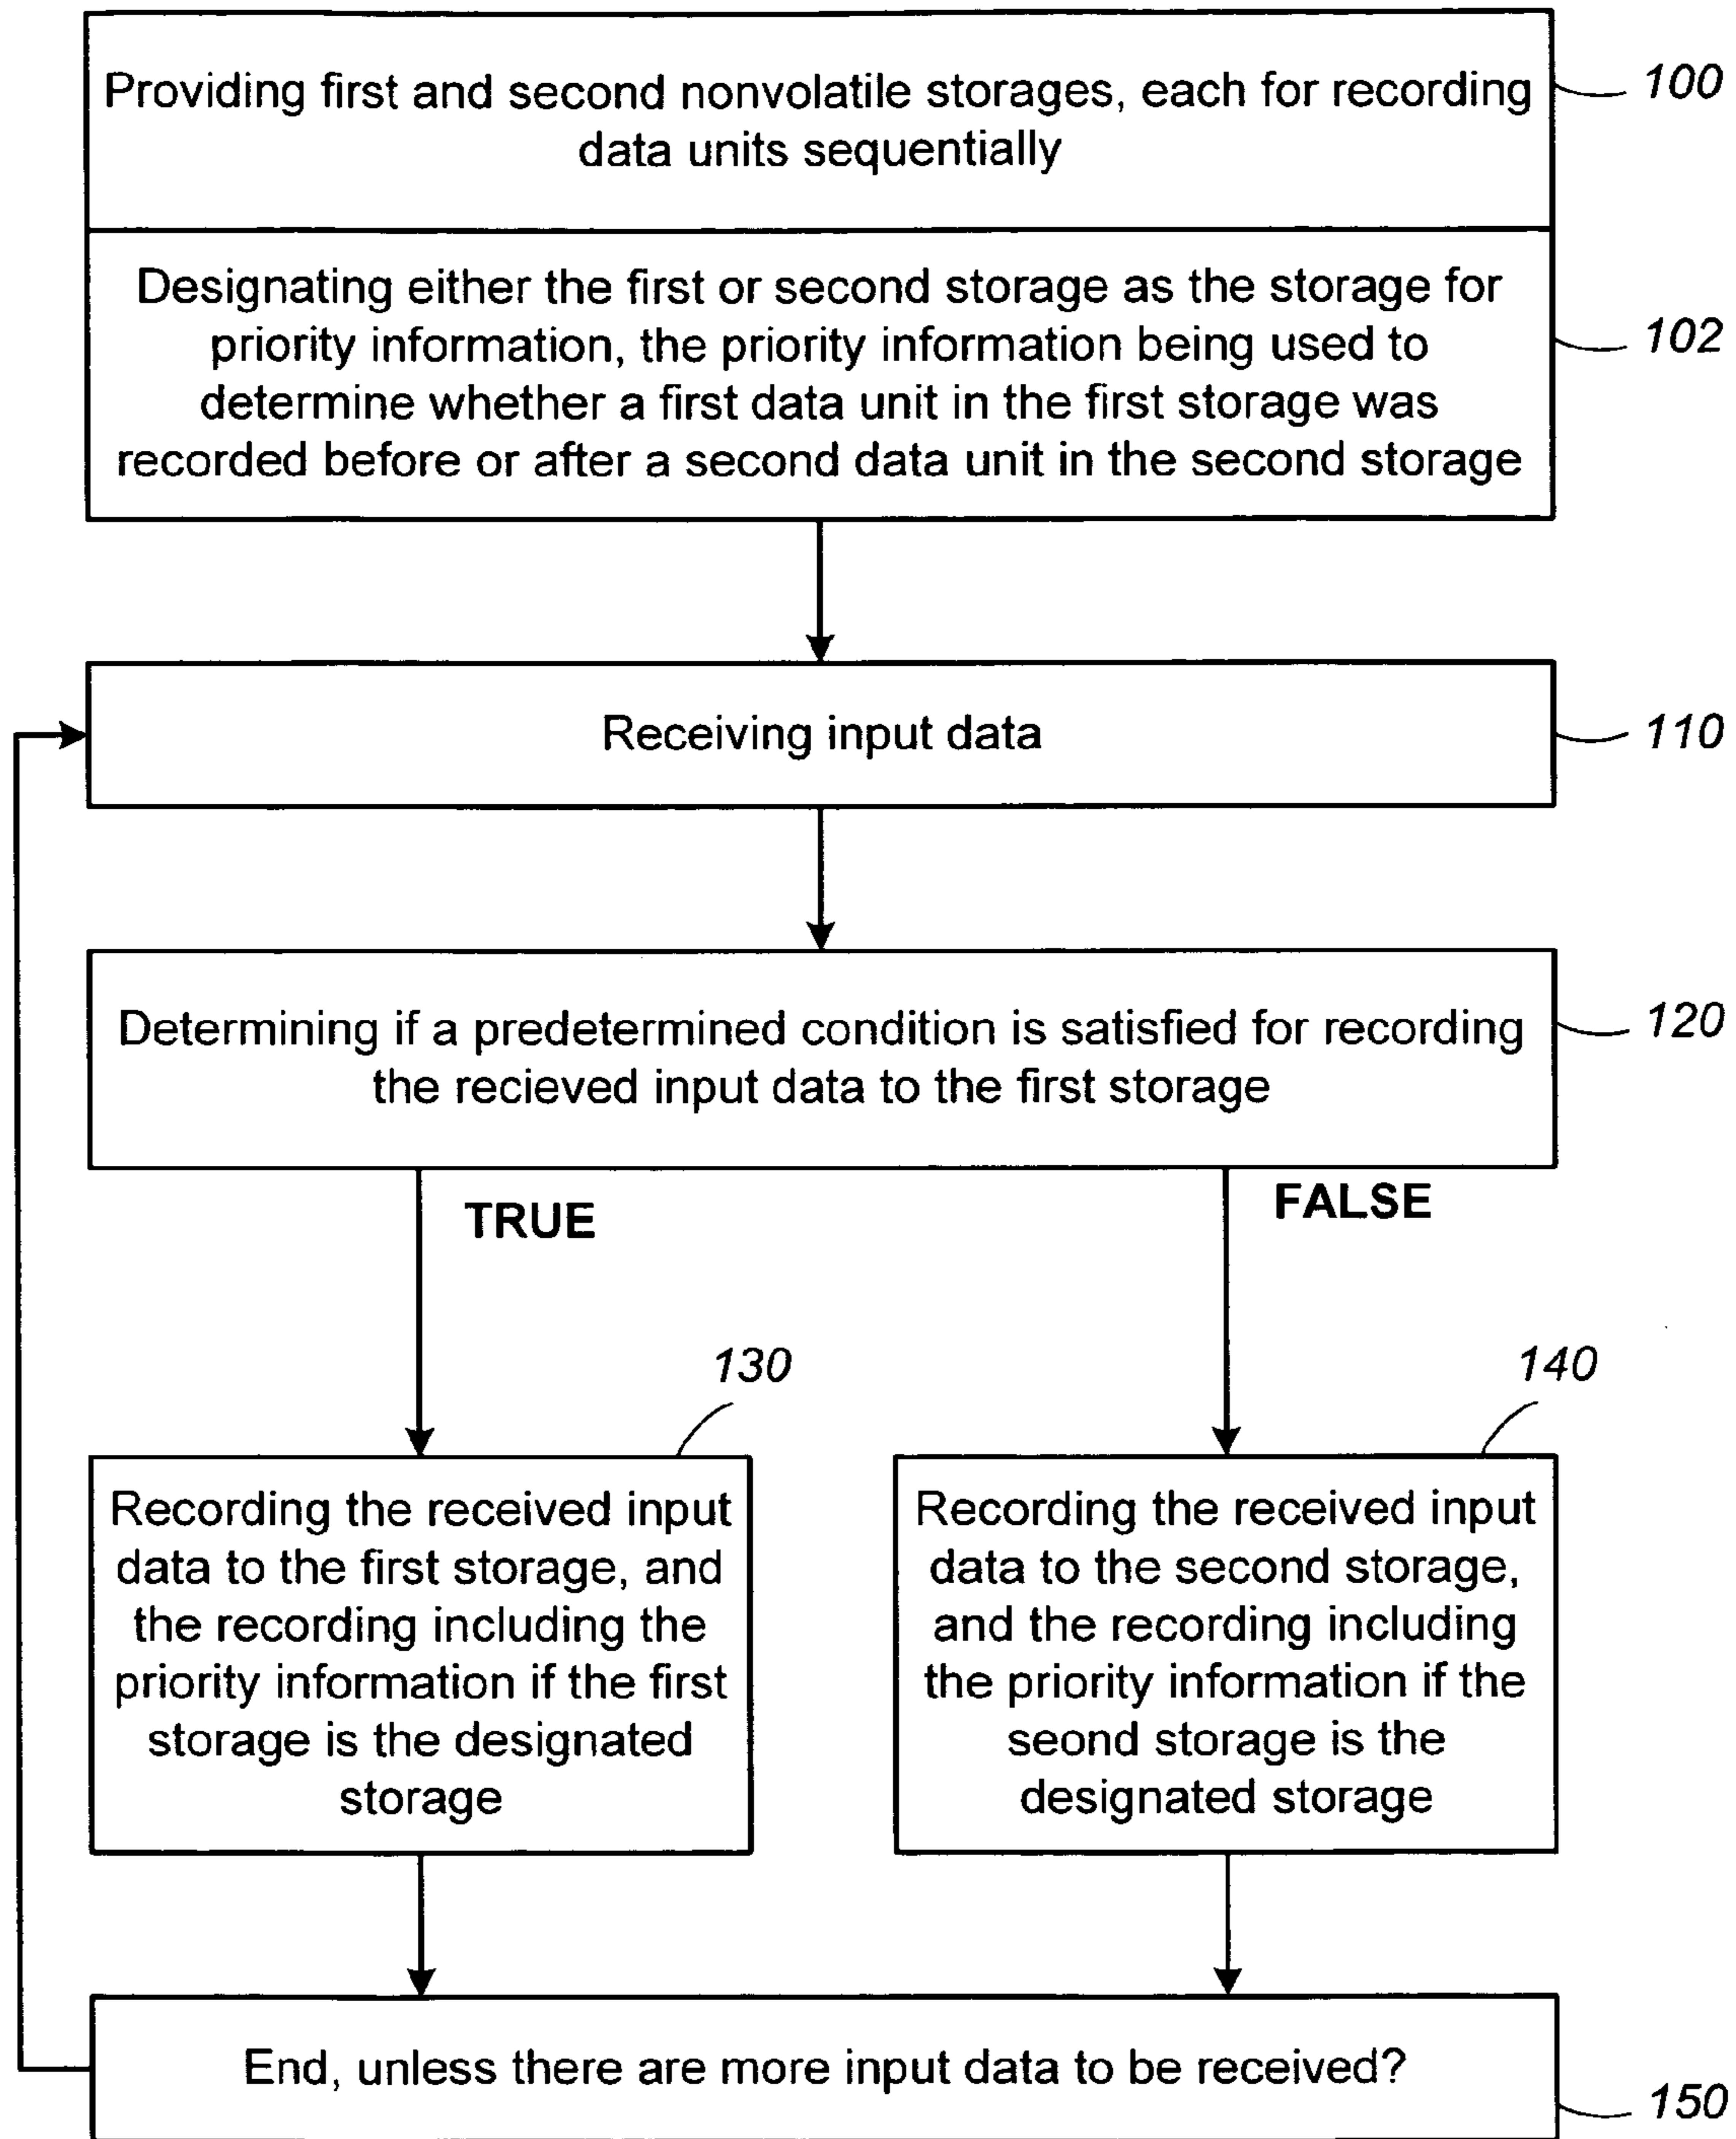 Providing first and second nonvolatile storages, each for recording
data units sequentially
100
Designating either the first or second storage as the storage for
priority information, the priority information being used to
determine whether a first data unit in the first storage was
recorded before or after a second data unit in the second storage
102
Receiving input data
110
Determining if a predetermined condition is satisfied for recording
the recieved input data to the first storage
120
TRUE
FALSE
130
Recording the received input
data to the first storage, and
the recording including the
priority information if the first
storage is the designated
storage
140
Recording the received input
data to the second storage,
and the recording including
the priority information if the
seond storage is the
designated storage
End, unless there are more input data to be received?
150